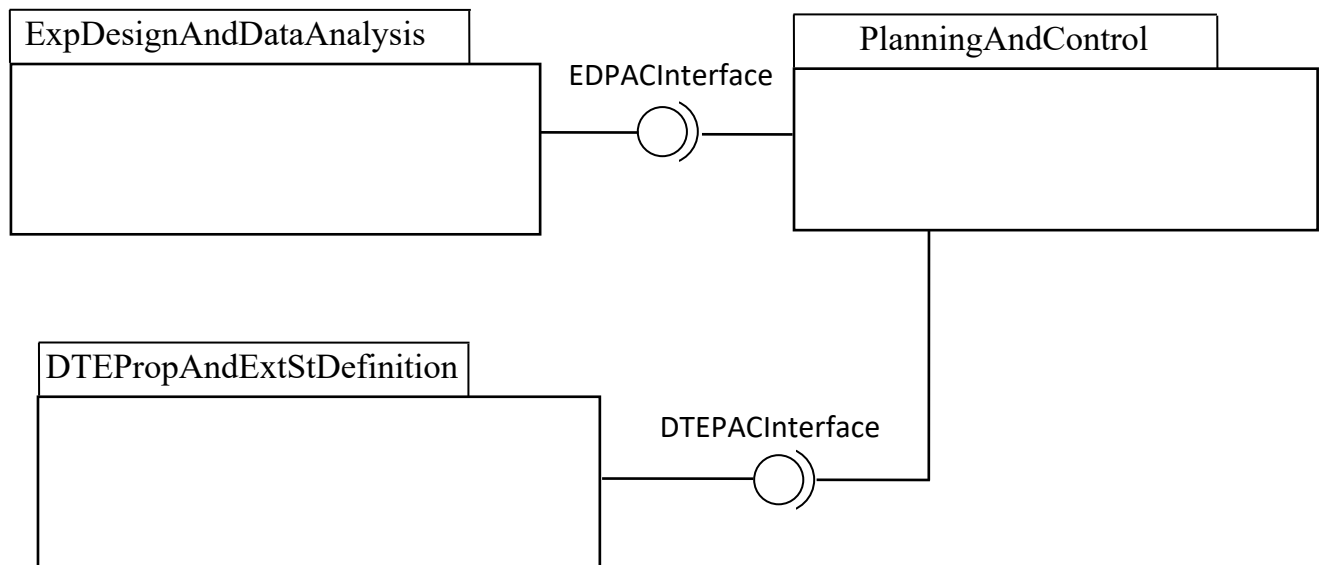 ExpDesignAndDataAnalysis
PlanningAndControl
EDPACInterface
DTEPropAndExtStDefinition
DTEPACInterface